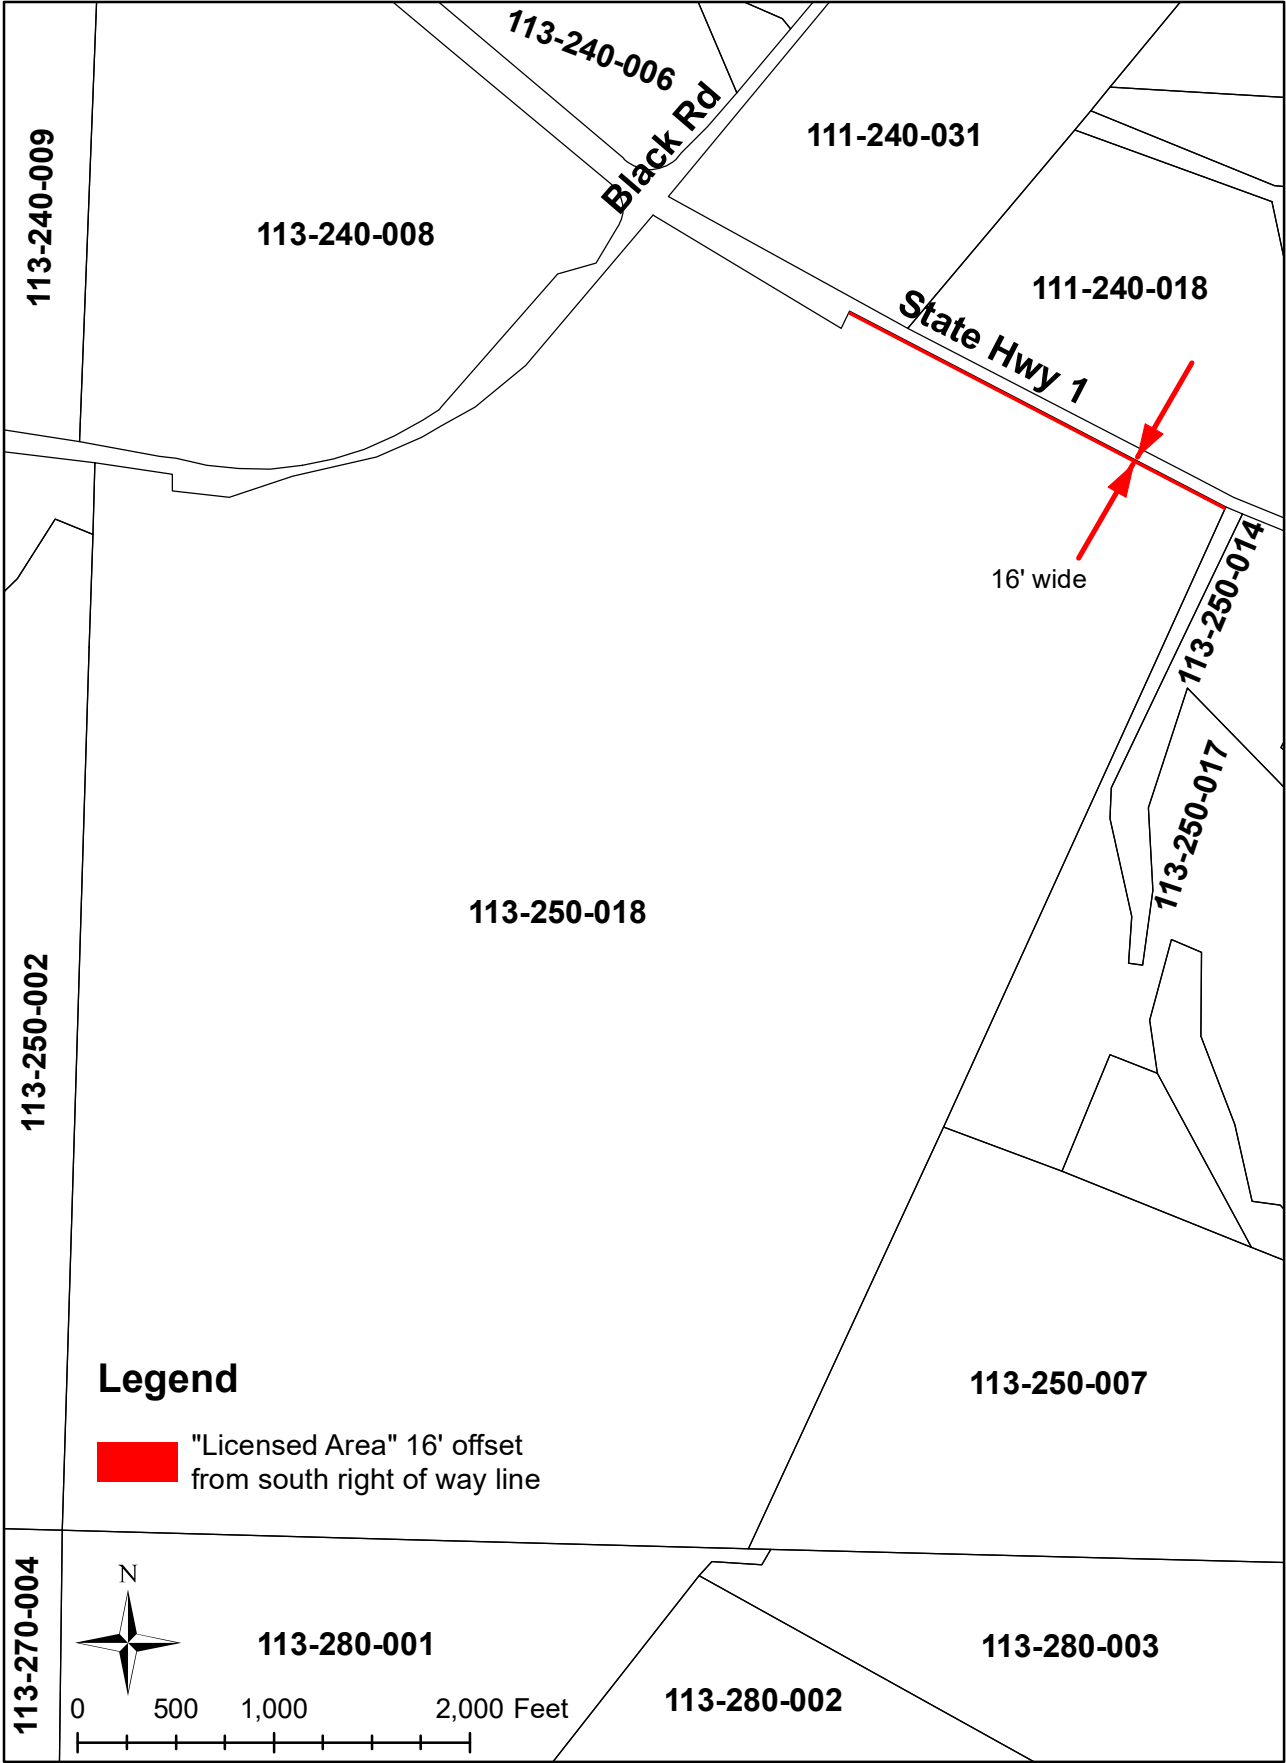 113-240-006
Black Rd
111-240-031
113-240-009
113-240-008
111-240-018
State Hwy 1
16' wide
113-250-014
113-250-017
113-250-018
113-250-002
Legend
113-250-007
"Licensed Area" 16' offset
from south right of way line
N
113-270-004
113-280-001
113-280-003
113-280-002
0 500 1,000 2,000 Feet